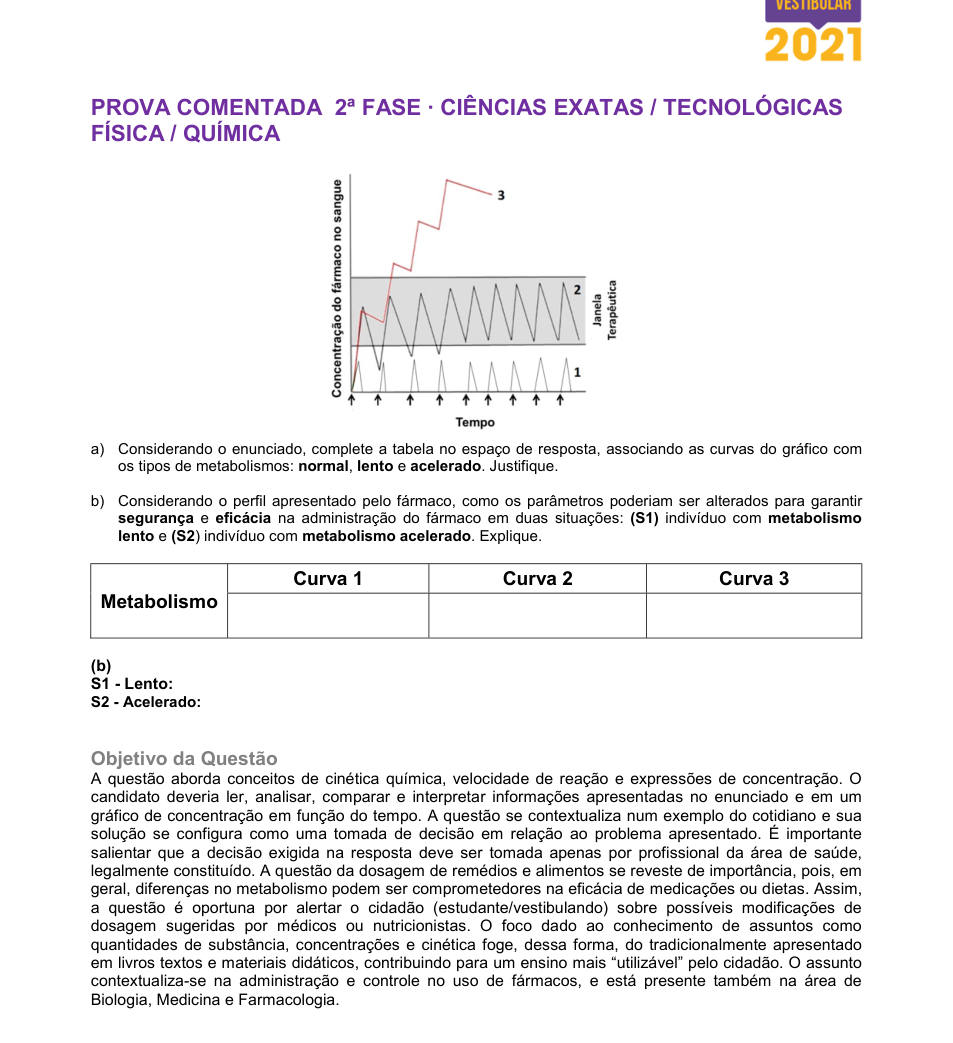 VESTIBULAR
2021
PROVA COMENTADA 2ª FASE · CIÊNCIAS EXATAS / TECNOLÓGICAS
FÍSICA / QUÍMICA
Concentração do fármaco no sangue
3
2
Janela
Terapêutica
1
Tempo
a) Considerando o enunciado, complete a tabela no espaço de resposta, associando as curvas do gráfico com
os tipos de metabolismos: normal, lento e acelerado. Justifique.
b) Considerando o perfil apresentado pelo fármaco, como os parâmetros poderiam ser alterados para garantir
segurança e eficácia na administração do fármaco em duas situações: (S1) indivíduo com metabolismo
lento e (S2) indivíduo com metabolismo acelerado. Explique.
Metabolismo
Curva 1
Curva 2
Curva 3
(b)
S1 - Lento:
S2 - Acelerado:
Objetivo da Questão
A questão aborda conceitos de cinética química, velocidade de reação e expressões de concentração. O
candidato deveria ler, analisar, comparar e interpretar informações apresentadas no enunciado e em um
gráfico de concentração em função do tempo. A questão se contextualiza num exemplo do cotidiano e sua
solução se configura como uma tomada de decisão em relação ao problema apresentado. É importante
salientar que a decisão exigida na resposta deve ser tomada apenas por profissional da área de saúde,
legalmente constituído. A questão da dosagem de remédios e alimentos se reveste de importância, pois, em
geral, diferenças no metabolismo podem ser comprometedores na eficácia de medicações ou dietas. Assim,
a questão é oportuna por alertar o cidadão (estudante/vestibulando) sobre possíveis modificações de
dosagem sugeridas por médicos ou nutricionistas. O foco dado ao conhecimento de assuntos como
quantidades de substância, concentrações e cinética foge, dessa forma, do tradicionalmente apresentado
em livros textos e materiais didáticos, contribuindo para um ensino mais “utilizável” pelo cidadão. O assunto
contextualiza-se na administração e controle no uso de fármacos, e está presente também na área de
Biologia, Medicina e Farmacologia.